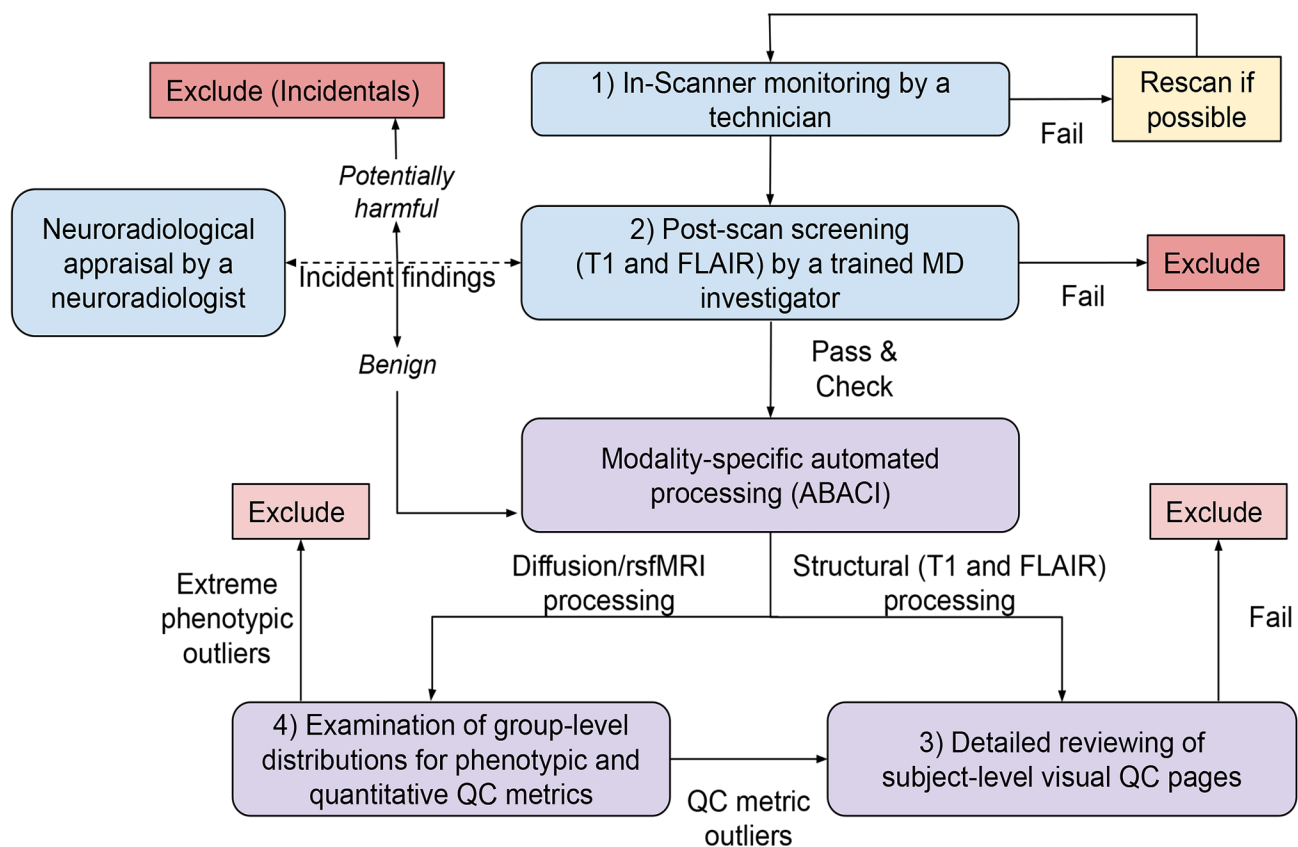 1) In-Scanner monitoring by a
technician
Fail
Rescan if
possible
Exclude (Incidentals)
Potentially
harmful
Neuroradiological
appraisal by a
neuroradiologist
Incident findings
2) Post-scan screening
(T1 and FLAIR) by a trained MD
investigator
Fail
Exclude
Benign
Pass &
Check
Modality-specific automated
processing (ABACI)
Exclude
Exclude
Extreme
phenotypic
outliers
Diffusion/rsfMRI
processing
Structural (T1 and FLAIR)
processing
Fail
4) Examination of group-level
distributions for phenotypic and
quantitative QC metrics
QC metric
outliers
3) Detailed reviewing of
subject-level visual QC pages